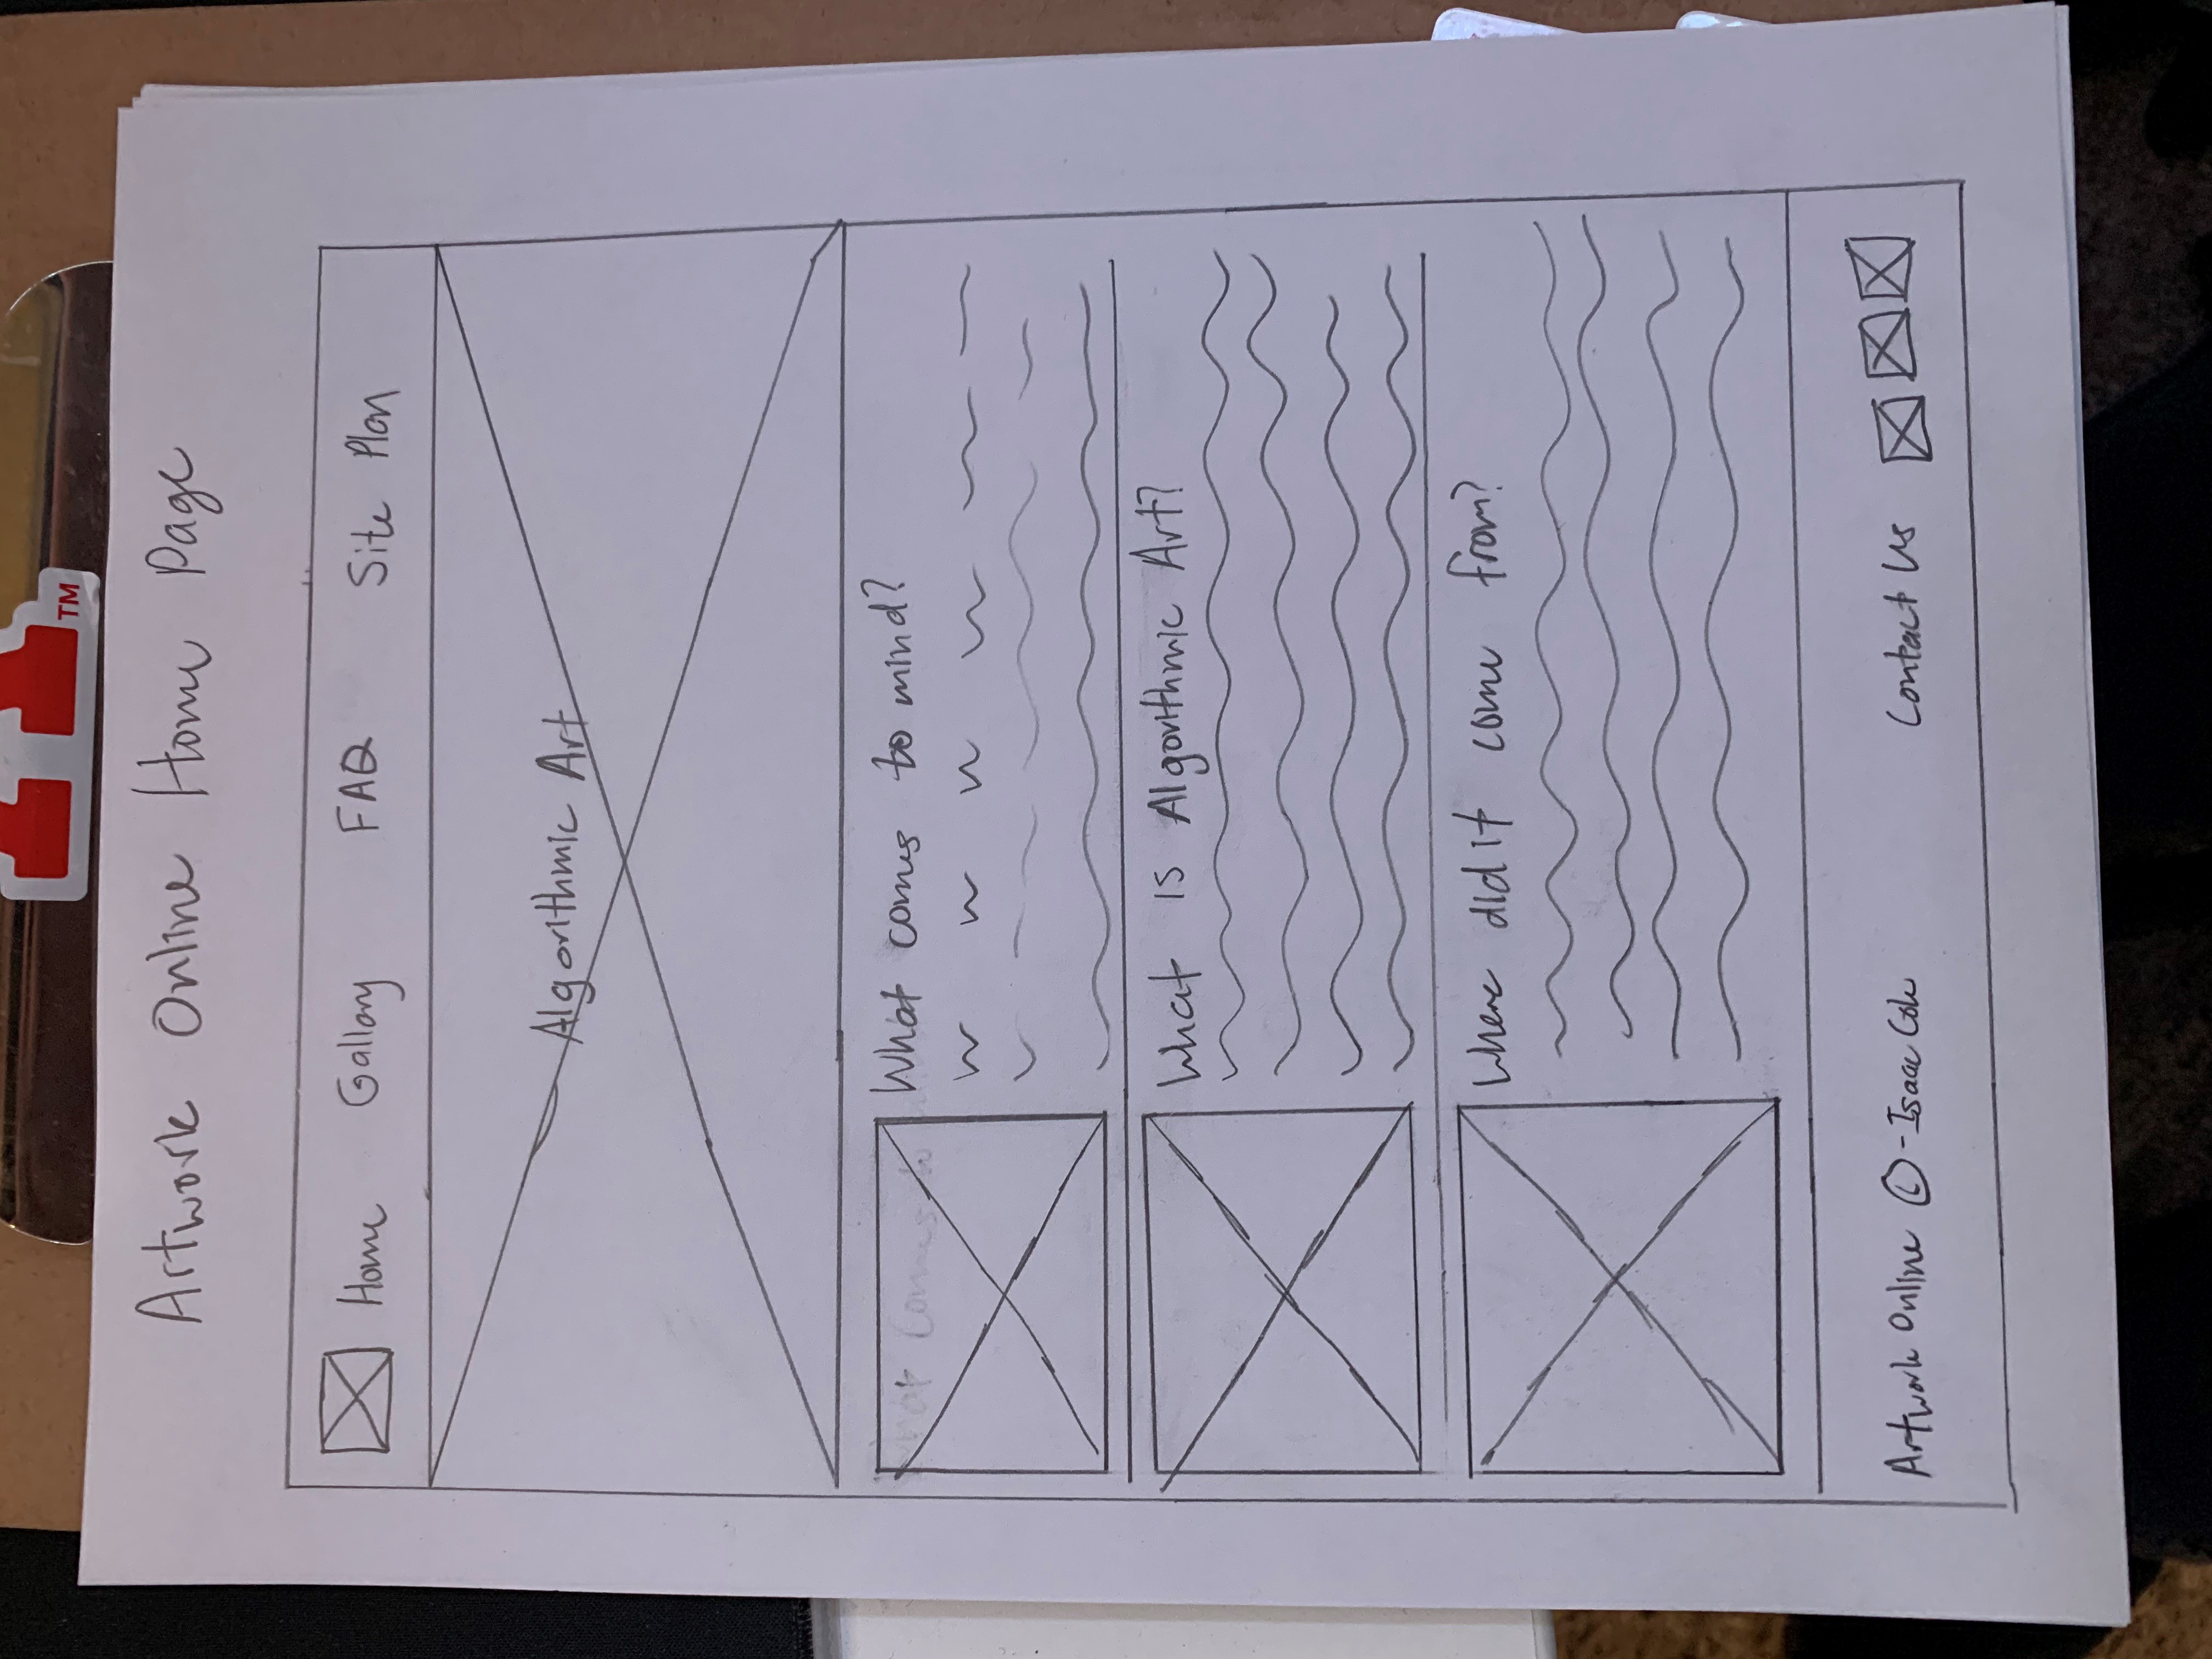 A TM
Artwork Online Home Page
Home Gallary FAQ Site Plan
Algorithmic Art
What comes to mind?
What is Algorithmic Art?
Where did it come from?
Artwork Online © - Isaac Cole
Contact Us